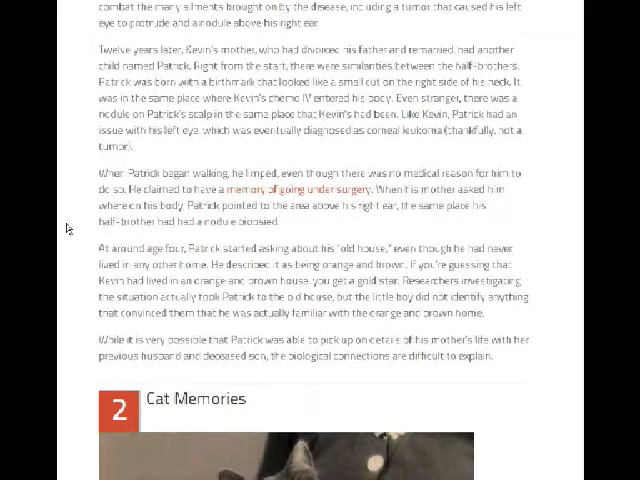 combat the many ailments brought on by the disease, including a tumor that caused his left
eye to protrude and a nodule above his right ear.
Twelve years later, Kevin's mother, who had divorced his father and remarried, had another
child named Patrick. Right from the start, there were similarities between the half-brothers.
Patrick was born with a birthmark that looked like a small cut on the right side of his neck. It
was in the same place where Kevin's chemo IV entered his body. Even stranger, there was a
nodule on Patrick's scalp in the same place that Kevin's had been. Like Kevin, Patrick had an
issue with his left eye, which was eventually diagnosed as corneal leukoma (thankfully, not a
tumor).
When Patrick began walking, he limped, even though there was no medical reason for him to
do so. He claimed to have a memory of going under surgery. When his mother asked him
where on his body, Patrick pointed to the area above his right ear, the same place his
half-brother had had a nodule biopsied.
At around age four, Patrick started asking about his "old house," even though he had never
lived in any other home. He described it as being orange and brown. If you're guessing that
Kevin had lived in an orange and brown house, you get a gold star. Researchers investigating
the situation actually took Patrick to the old house, but the little boy did not identify anything
that convinced them that he was actually familiar with the orange and brown home.
While it is very possible that Patrick was able to pick up on details of his mother's life with her
previous husband and deceased son, the biological connections are difficult to explain.
2 Cat Memories